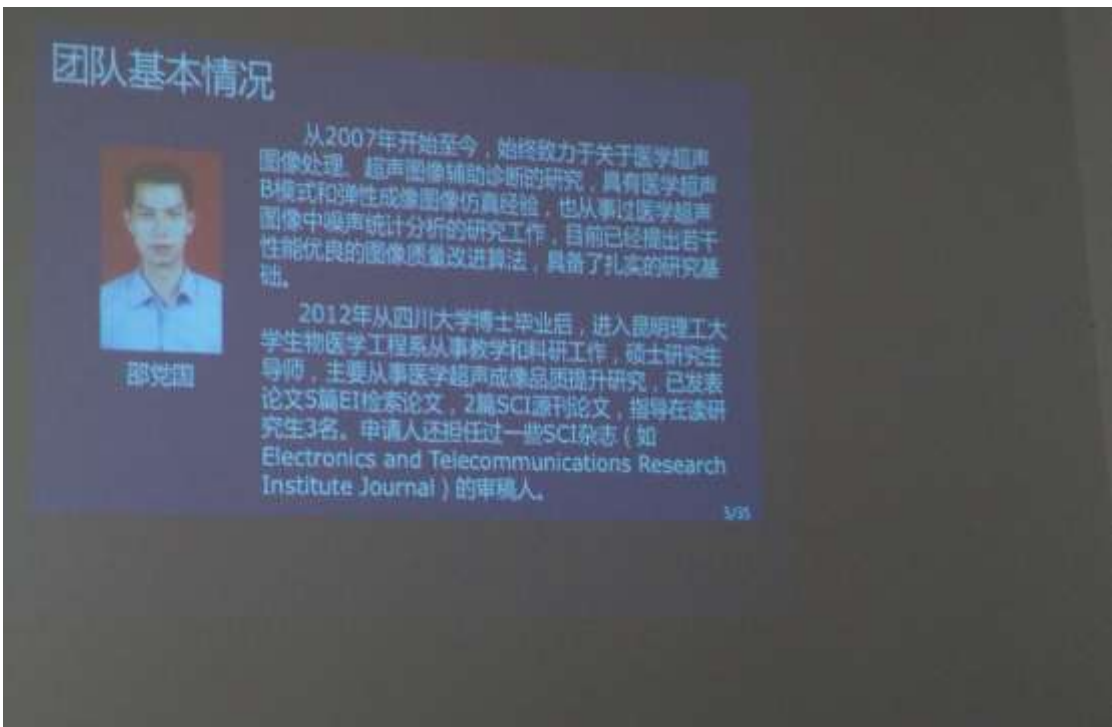 团队基本情况
从2007年开始至今，始终致力于关于医学超声
图像处理、超声图像辅助诊断的研究，具有医学超声
B模式和弹性成像图像仿真经验，也从事过医学超声
图像中噪声统计分析的研究工作，目前已经提出若干
性能优良的图像质量改进算法，具备了扎实的研究基
础。
2012年从四川大学博士毕业后，进入昆明理工大
学生物医学工程系从事教学和科研工作，硕士研究生
导师，主要从事医学超声成像品质提升研究，已发表
论文5篇EI检索论文，2篇SCI源刊论文，指导在读研
究生3名。申请人还担任过一些SCI杂志（如
Electronics and Telecommunications Research
Institute Journal）的审稿人。
邵党国
5/35